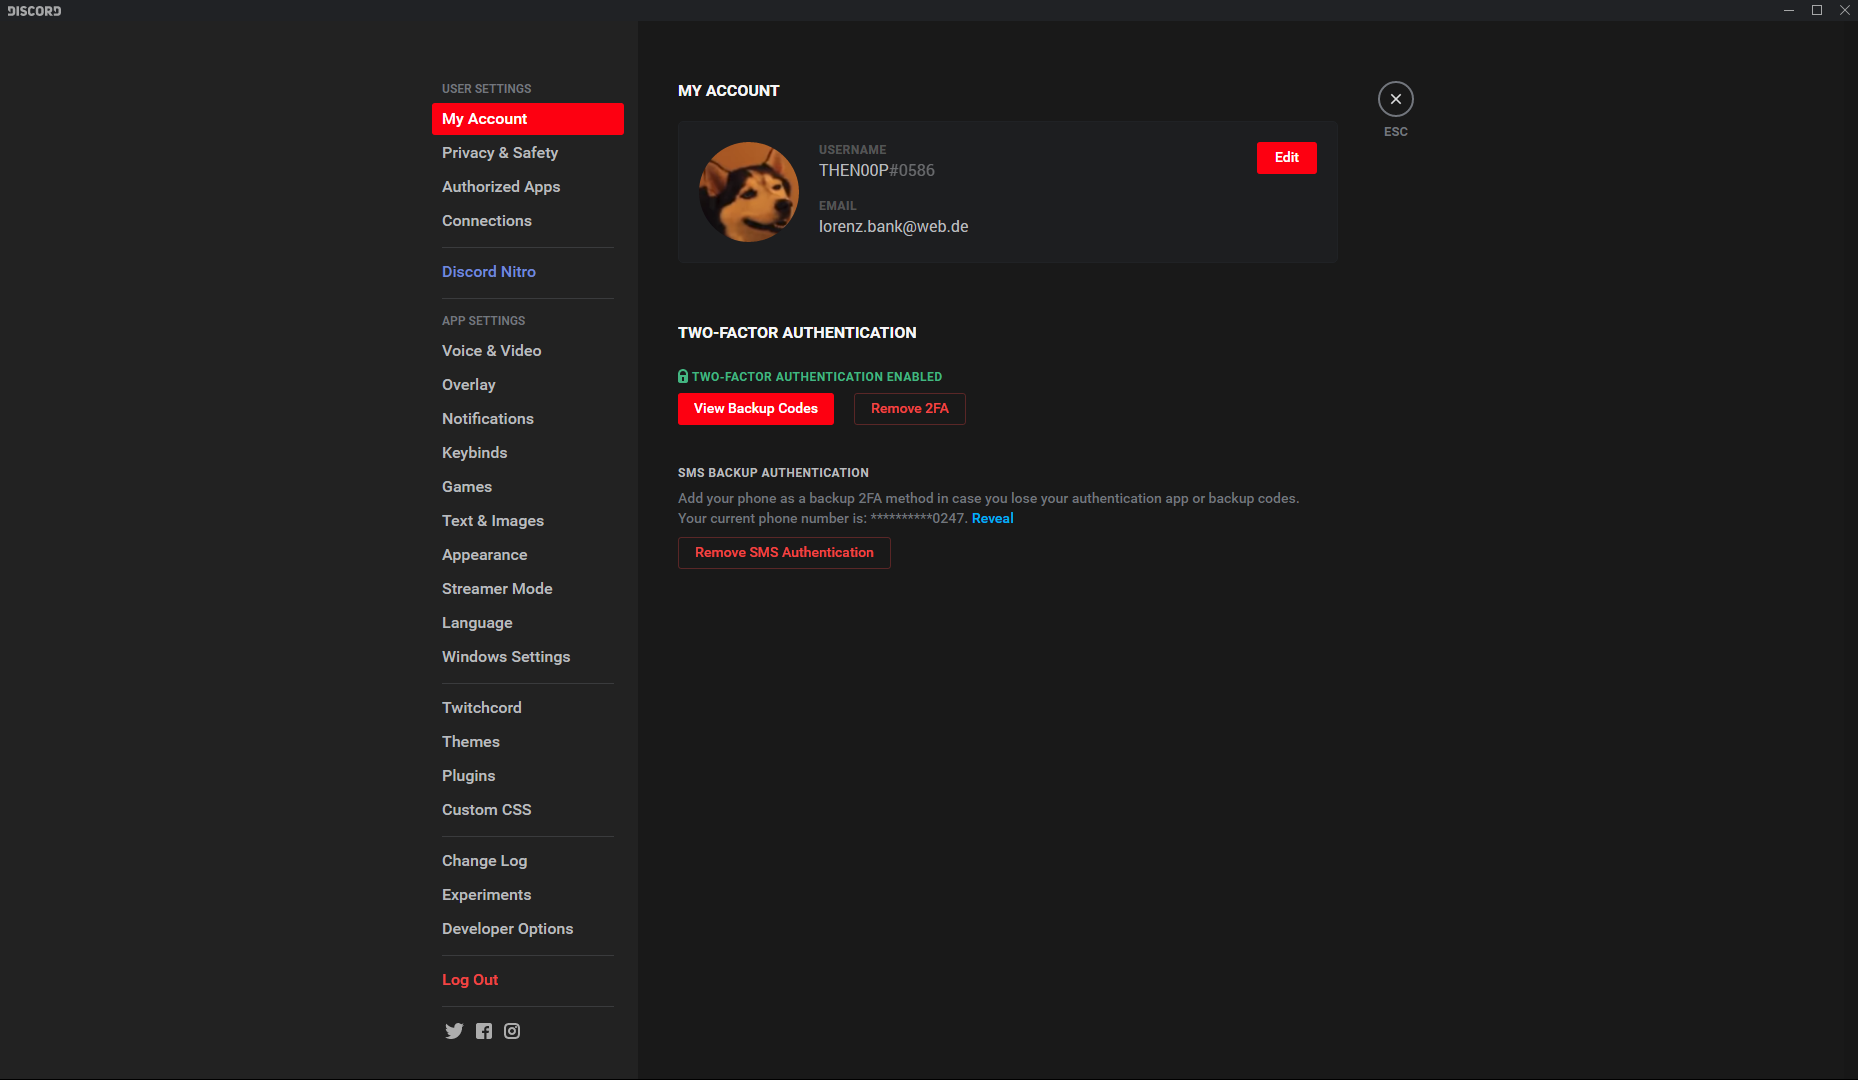 DISCORD
USER SETTINGS
My Account
Privacy & Safety
Authorized Apps
Connections
Discord Nitro
APP SETTINGS
Voice & Video
Overlay
Notifications
Keybinds
Games
Text & Images
Appearance
Streamer Mode
Language
Windows Settings
Twitchcord
Themes
Plugins
Custom CSS
Change Log
Experiments
Developer Options
Log Out
MY ACCOUNT
USERNAME
THEN00P#0586
Edit
EMAIL
lorenz.bank@web.de
TWO-FACTOR AUTHENTICATION
TWO-FACTOR AUTHENTICATION ENABLED
View Backup Codes Remove 2FA
SMS BACKUP AUTHENTICATION
Add your phone as a backup 2FA method in case you lose your authentication app or backup codes.
Your current phone number is: **********0247. Reveal
Remove SMS Authentication
ESC